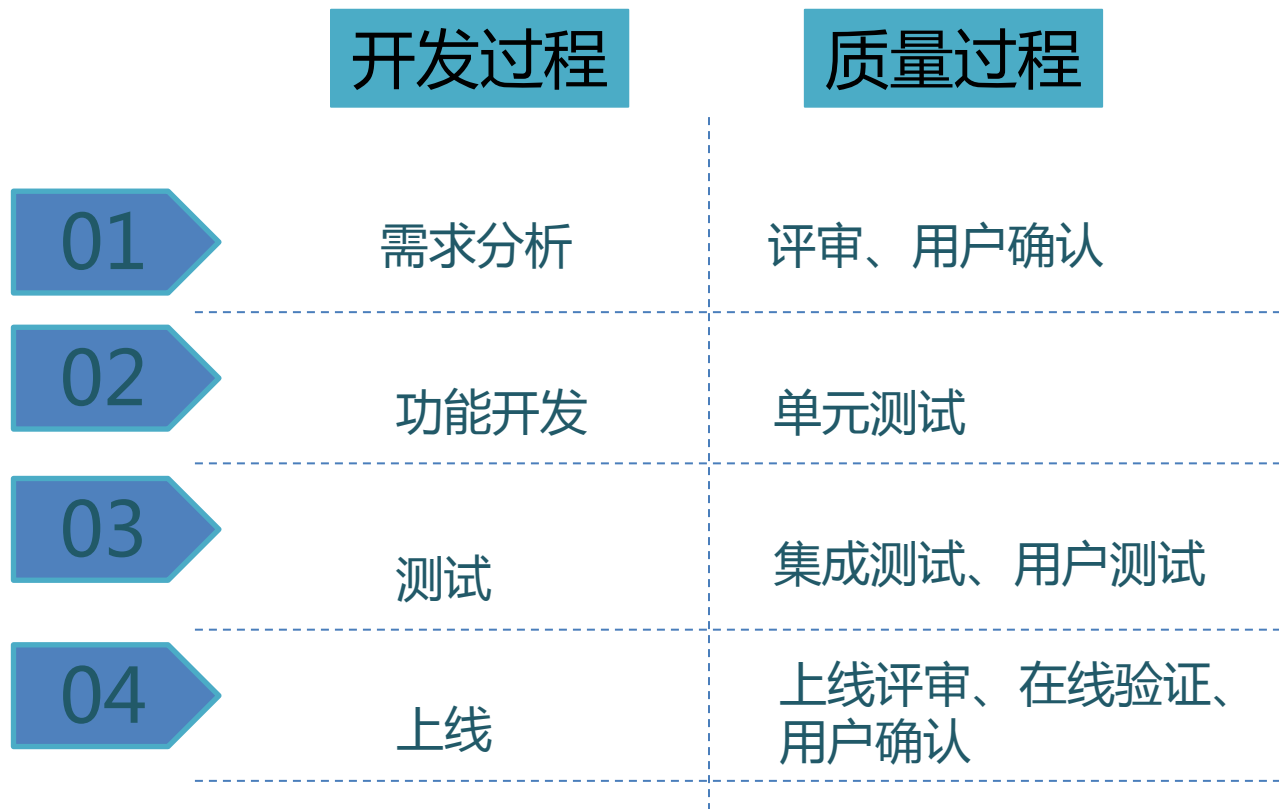 开发过程 质量过程
01 需求分析 评审、用户确认
02 功能开发 单元测试
03 测试 集成测试、用户测试
04 上线 上线评审、在线验证、
用户确认